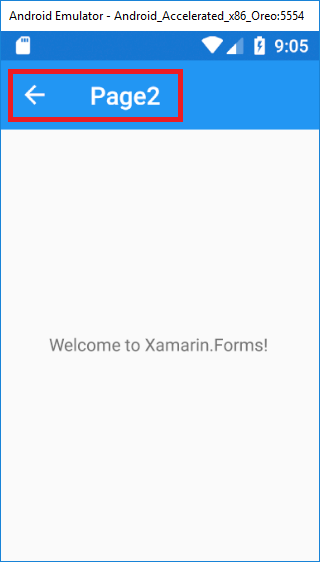 Android Emulator - Android_Accelerated_x86_Oreo:5554
9:05
Page2
Welcome to Xamarin.Forms!